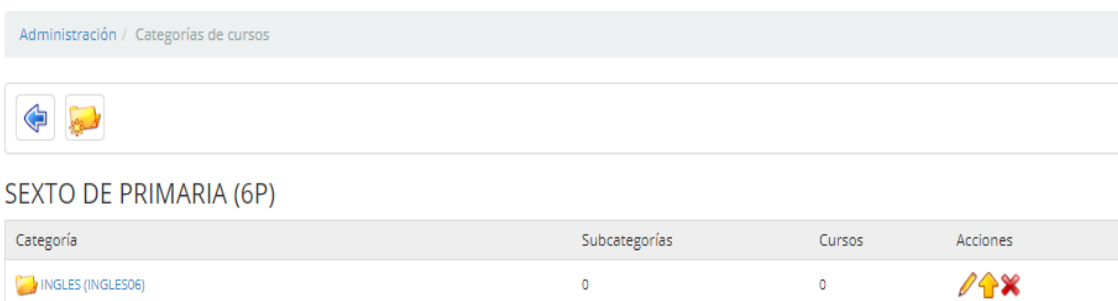 Administración / Categorías de cursos
SEXTO DE PRIMARIA (6P)
Categoría Subcategorías Cursos Acciones
INGLES (INGLES06) 0 0